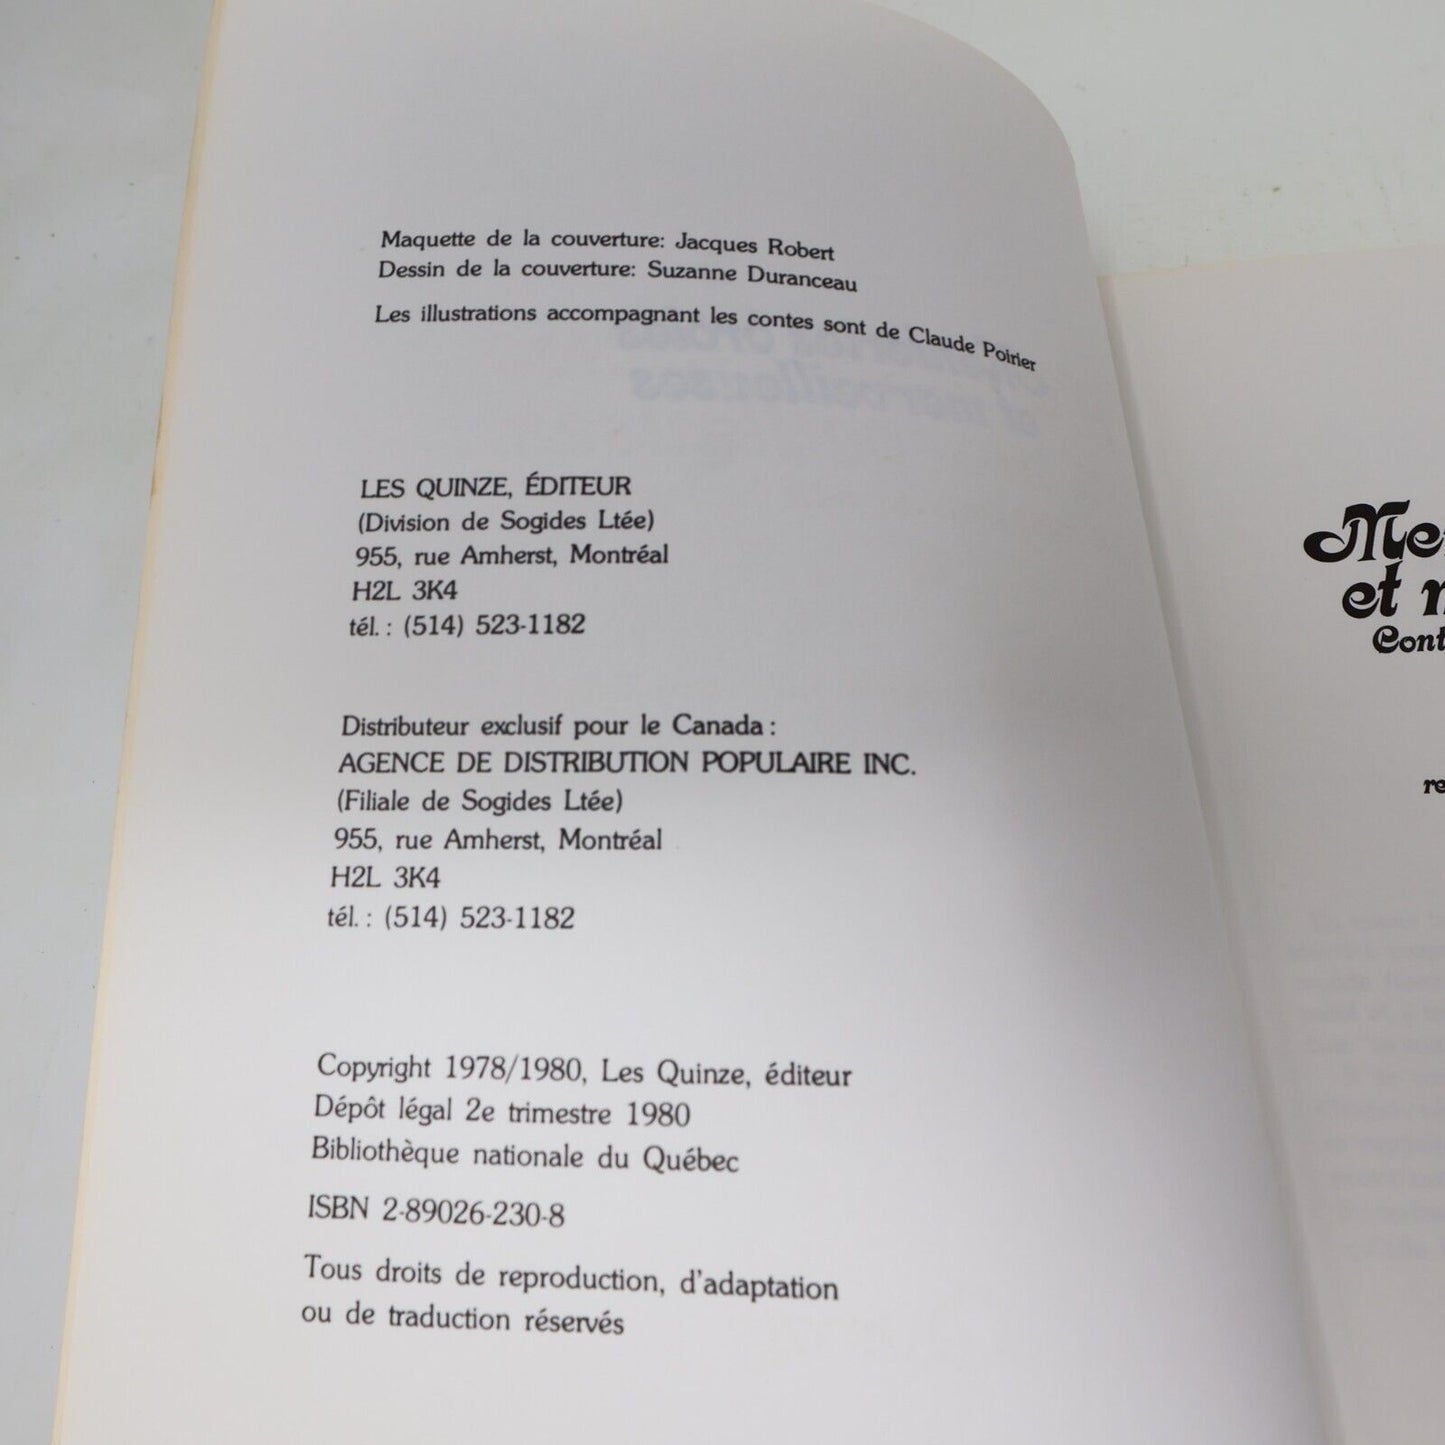 Maquette de la couverture: Jacques Robert
Dessin de la couverture: Suzanne Duranceau
Les illustrations accompagnant les contes sont de Claude Poirier
LES QUINZE, ÉDITEUR
(Division de Sogides Ltée)
955, rue Amherst, Montréal
H2L 3K4
tél. : (514) 523-1182
Distributeur exclusif pour le Canada :
AGENCE DE DISTRIBUTION POPULAIRE INC.
(Filiale de Sogides Ltée)
955, rue Amherst, Montréal
H2L 3K4
tél. : (514) 523-1182
Copyright 1978/1980, Les Quinze, éditeur
Dépôt légal 2e trimestre 1980
Bibliothèque nationale du Québec
ISBN 2-89026-230-8
Tous droits de reproduction, d'adaptation
ou de traduction réservés
et
Cont
re